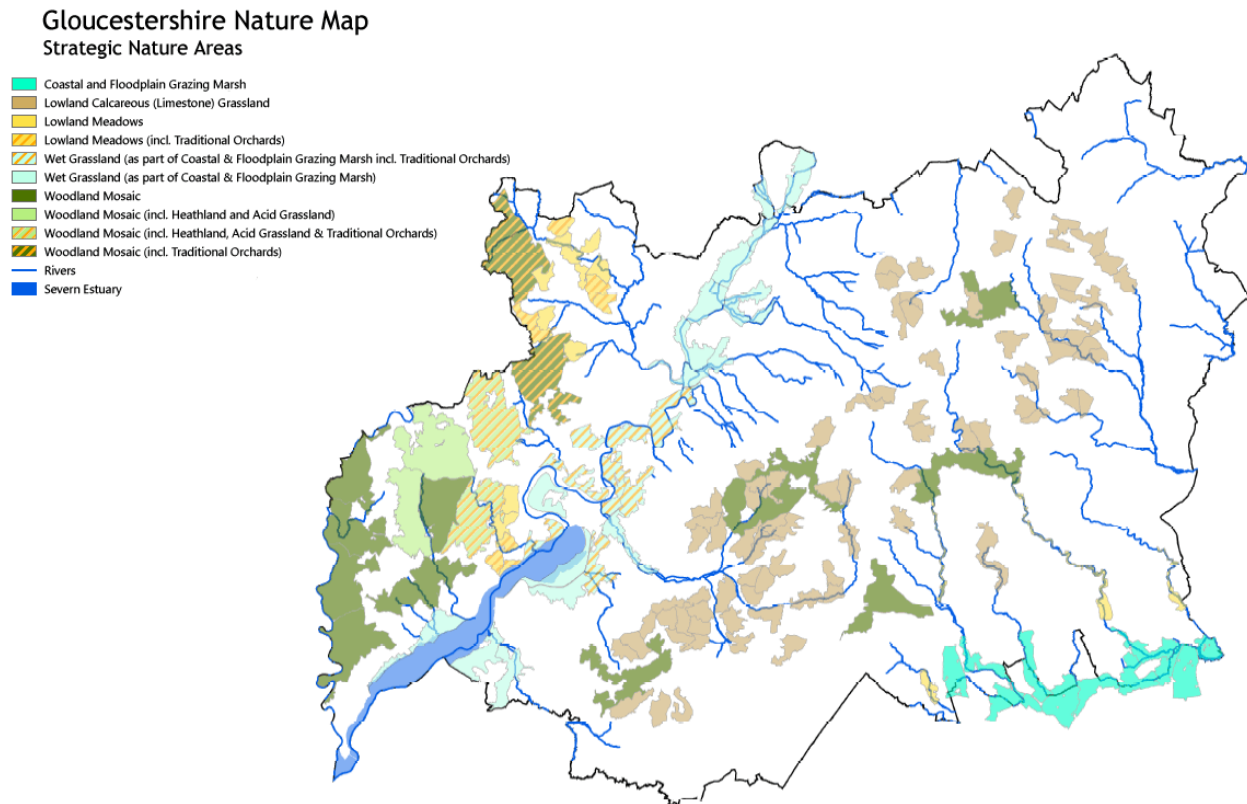 Gloucestershire Nature Map
Strategic Nature Areas
Coastal and Floodplain Grazing Marsh
Lowland Calcareous (Limestone) Grassland
Lowland Meadows
Lowland Meadows (incl. Traditional Orchards)
Wet Grassland (as part of Coastal & Floodplain Grazing Marsh incl. Traditional Orchards)
Wet Grassland (as part of Coastal & Floodplain Grazing Marsh)
Woodland Mosaic
Woodland Mosaic (incl. Heathland and Acid Grassland)
Woodland Mosaic (incl. Heathland, Acid Grassland & Traditional Orchards)
Woodland Mosaic (incl. Traditional Orchards)
Rivers
Severn Estuary